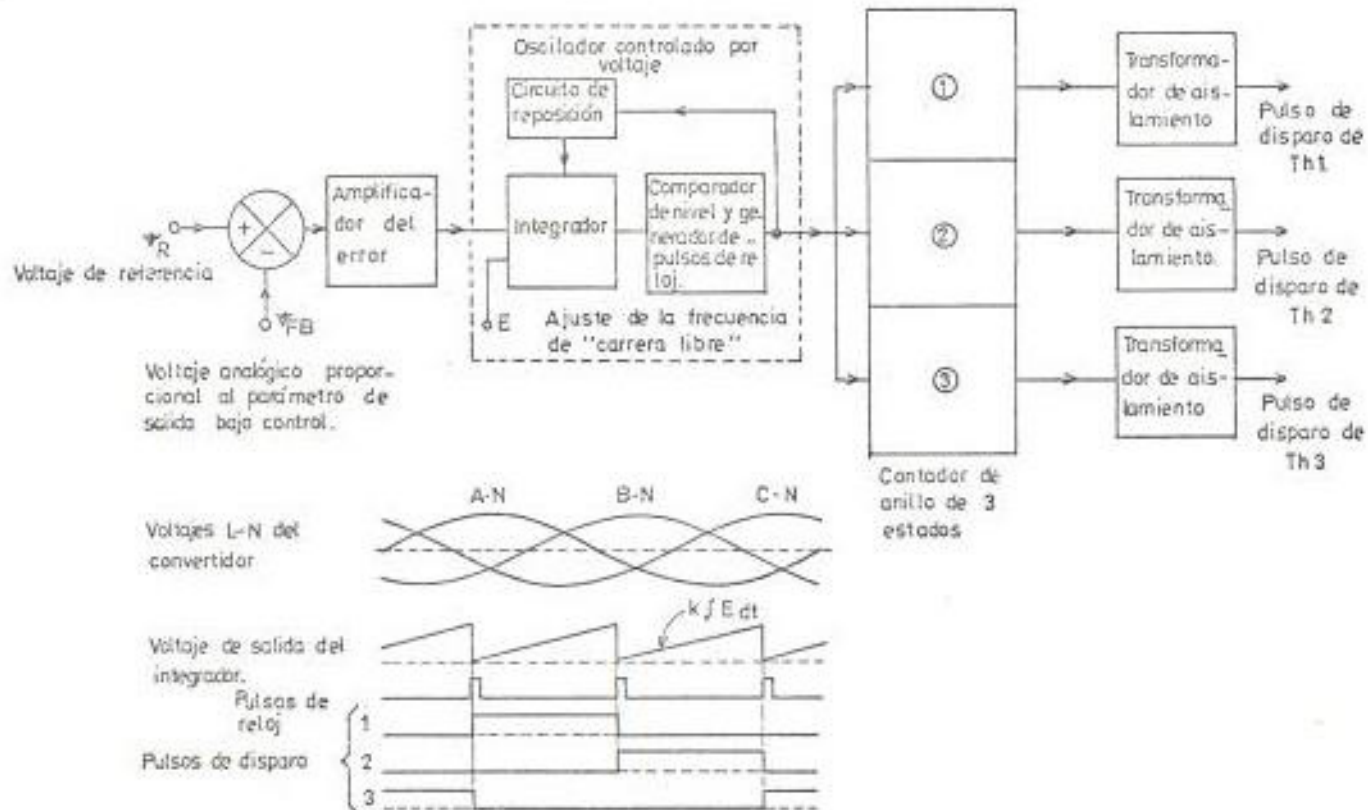 Oscilador controlado por
voltaje
Circuito de
reposición
Amplifica-
dor del
error
Integrador
Comparador
de nivel y ge-
nerador de
pulsos de re
loj.
+
-
R
Voltaje de referencia
FB
Voltaje analógico propor-
cional al parámetro de
salida bajo control.
E
Ajuste de la frecuencia
de "carrera libre"
①
②
③
Contador de
anillo de 3
estados
Transforma-
dor de ais-
lamiento
Pulso de
disparo de
Th1
Transforma
dor de ais-
lamiento.
Pulso de
disparo de
Th 2
Transforma
dor de ais-
lamiento
Pulso de
disparo de
Th 3
A-N
B-N
C-N
Voltajes L-N del
convertidor
k∫E dt
Voltaje de salida del
integrador.
Pulsos de
reloj
Pulsos de disparo
1
2
3